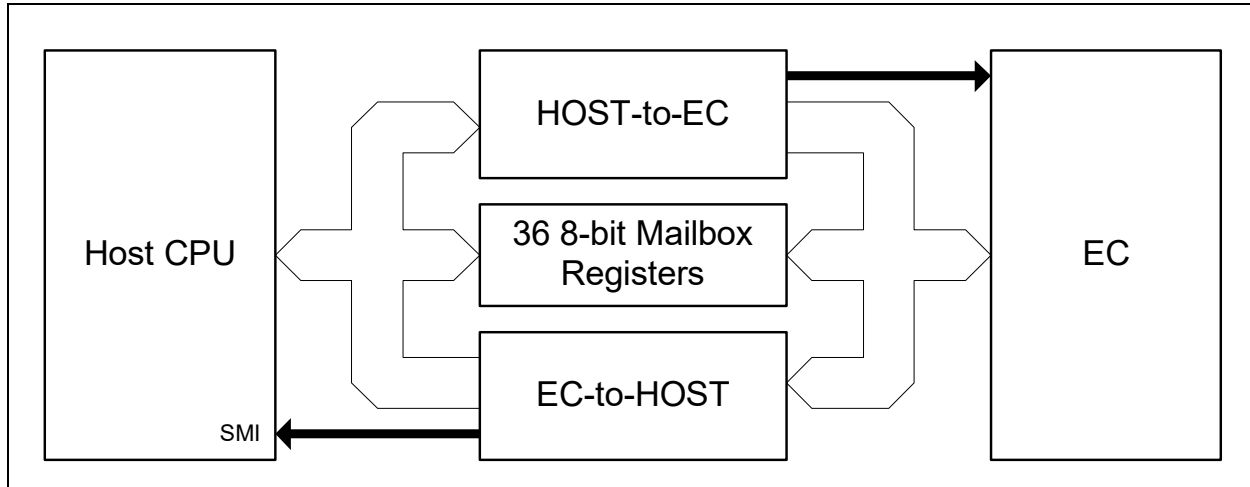 HOST-to-EC
Host CPU
36 8-bit Mailbox
Registers
EC
EC-to-HOST
SMI